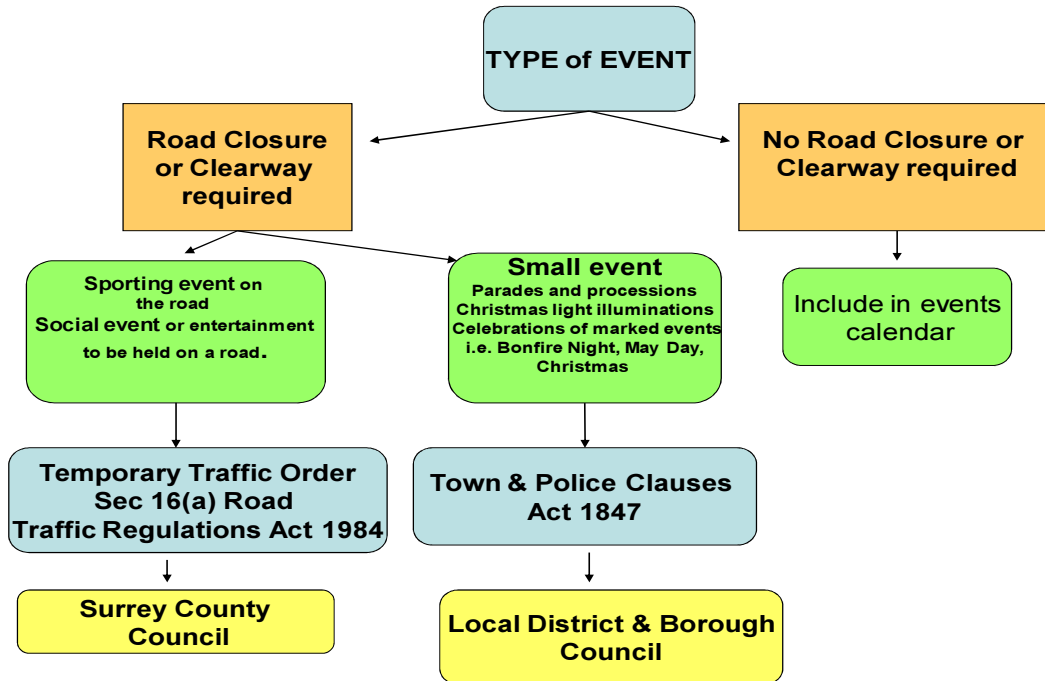 TYPE of EVENT
Road Closure
or Clearway
required
No Road Closure or
Clearway required
Sporting event on
the road
Social event or entertainment
to be held on a road.
Small event
Parades and processions
Christmas light illuminations
Celebrations of marked events
i.e. Bonfire Night, May Day,
Christmas
Include in events
calendar
Temporary Traffic Order
Sec 16(a) Road
Traffic Regulations Act 1984
Town & Police Clauses
Act 1847
Surrey County
Council
Local District & Borough
Council